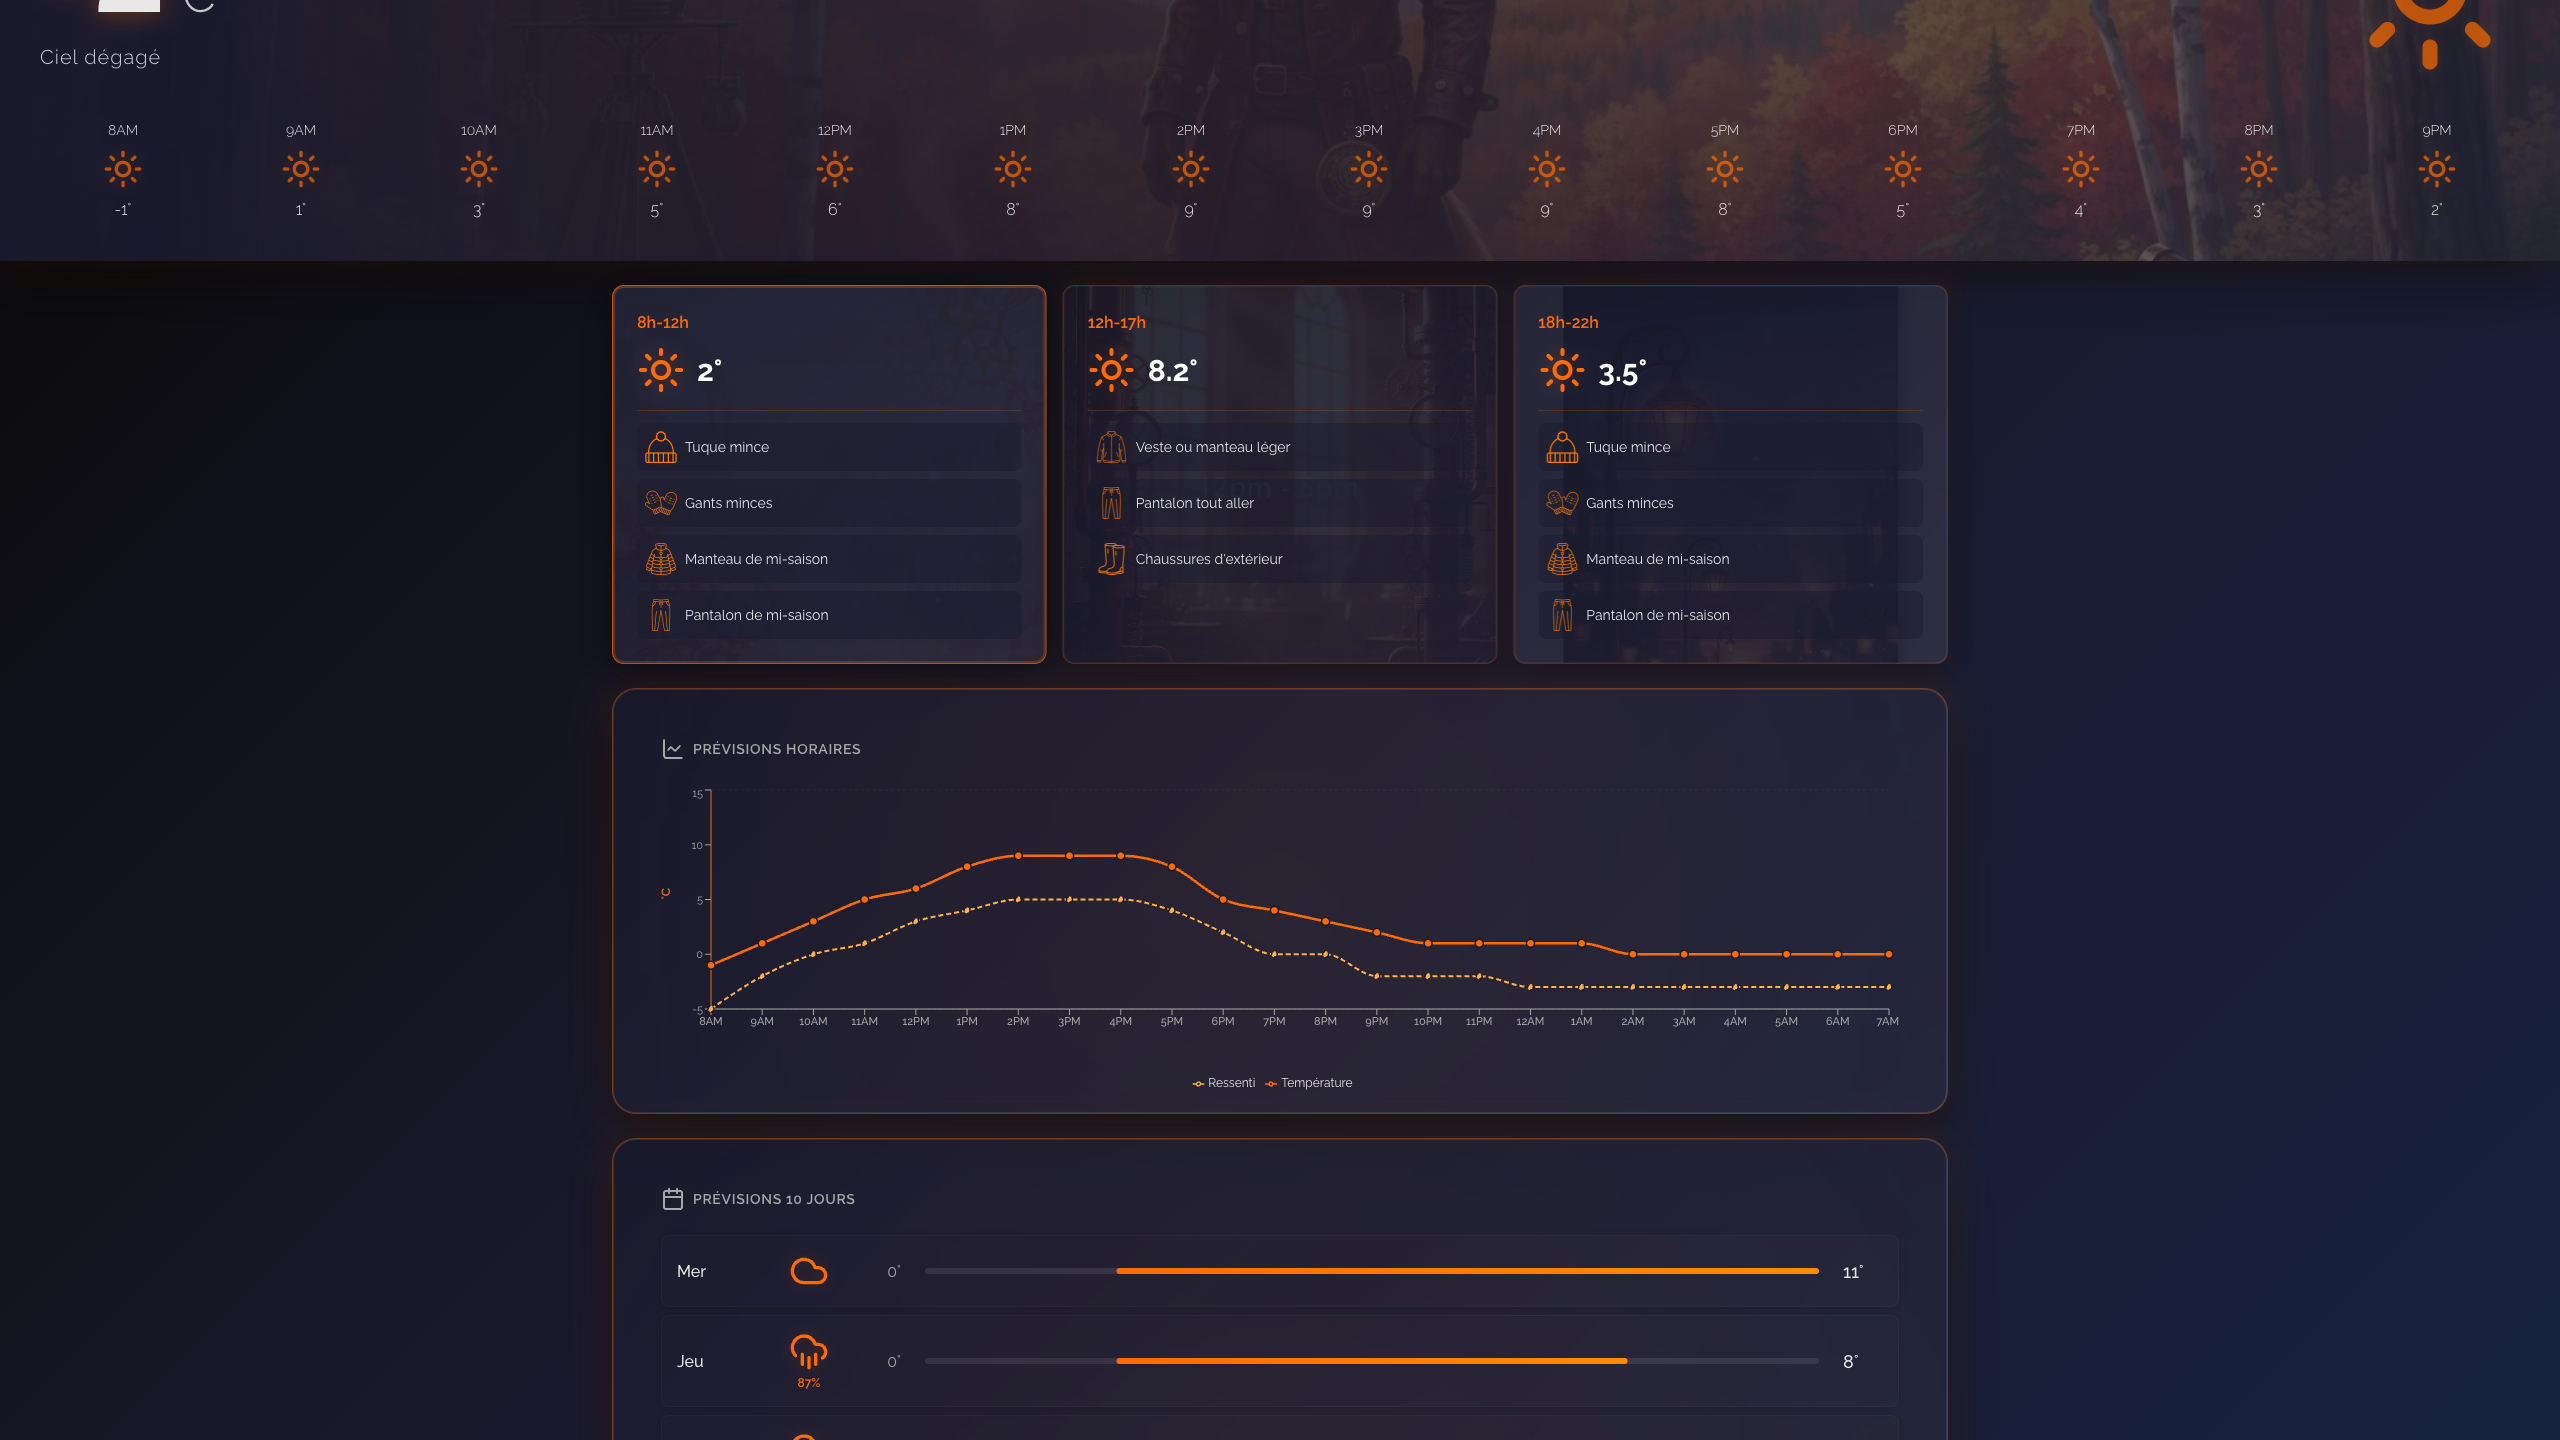 Ciel dégagé
8AM 9AM 10AM 11AM 12PM 1PM 2PM 3PM 4PM 5PM 6PM 7PM 8PM 9PM
-1° 1° 3° 5° 6° 8° 9° 9° 9° 8° 5° 4° 3° 2°
8h-12h
2°
Tuque mince
Gants minces
Manteau de mi-saison
Pantalon de mi-saison
12h-17h
8.2°
Veste ou manteau léger
Pantalon tout aller
Chaussures d'extérieur
18h-22h
3.5°
Tuque mince
Gants minces
Manteau de mi-saison
Pantalon de mi-saison
PRÉVISIONS HORAIRES
15
10
5
0
-5
°C
8AM 9AM 10AM 11AM 12PM 1PM 2PM 3PM 4PM 5PM 6PM 7PM 8PM 9PM 10PM 11PM 12AM 1AM 2AM 3AM 4AM 5AM 6AM 7AM
Ressenti Température
PRÉVISIONS 10 JOURS
Mer 0° 11°
Jeu 87% 0° 8°